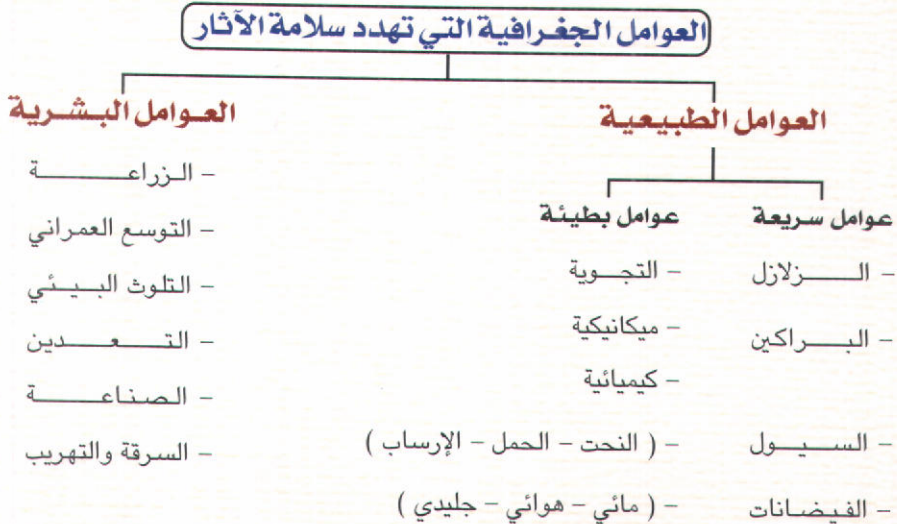 العوامل الجغرافية التي تهدد سلامة الآثار
العوامل الطبيعية
عوامل سريعة
- الزلازل
- البراكين
- السيول
- الفيضانات
عوامل بطيئة
- التجوية
- ميكانيكية
- كيميائية
- ( النحت - الحمل - الإرساب )
- ( مائي - هوائي - جليدي )
العوامل البشرية
- الزراعة
- التوسع العمراني
- التلوث البيئي
- التعدين
- الصناعة
- السرقة والتهريب